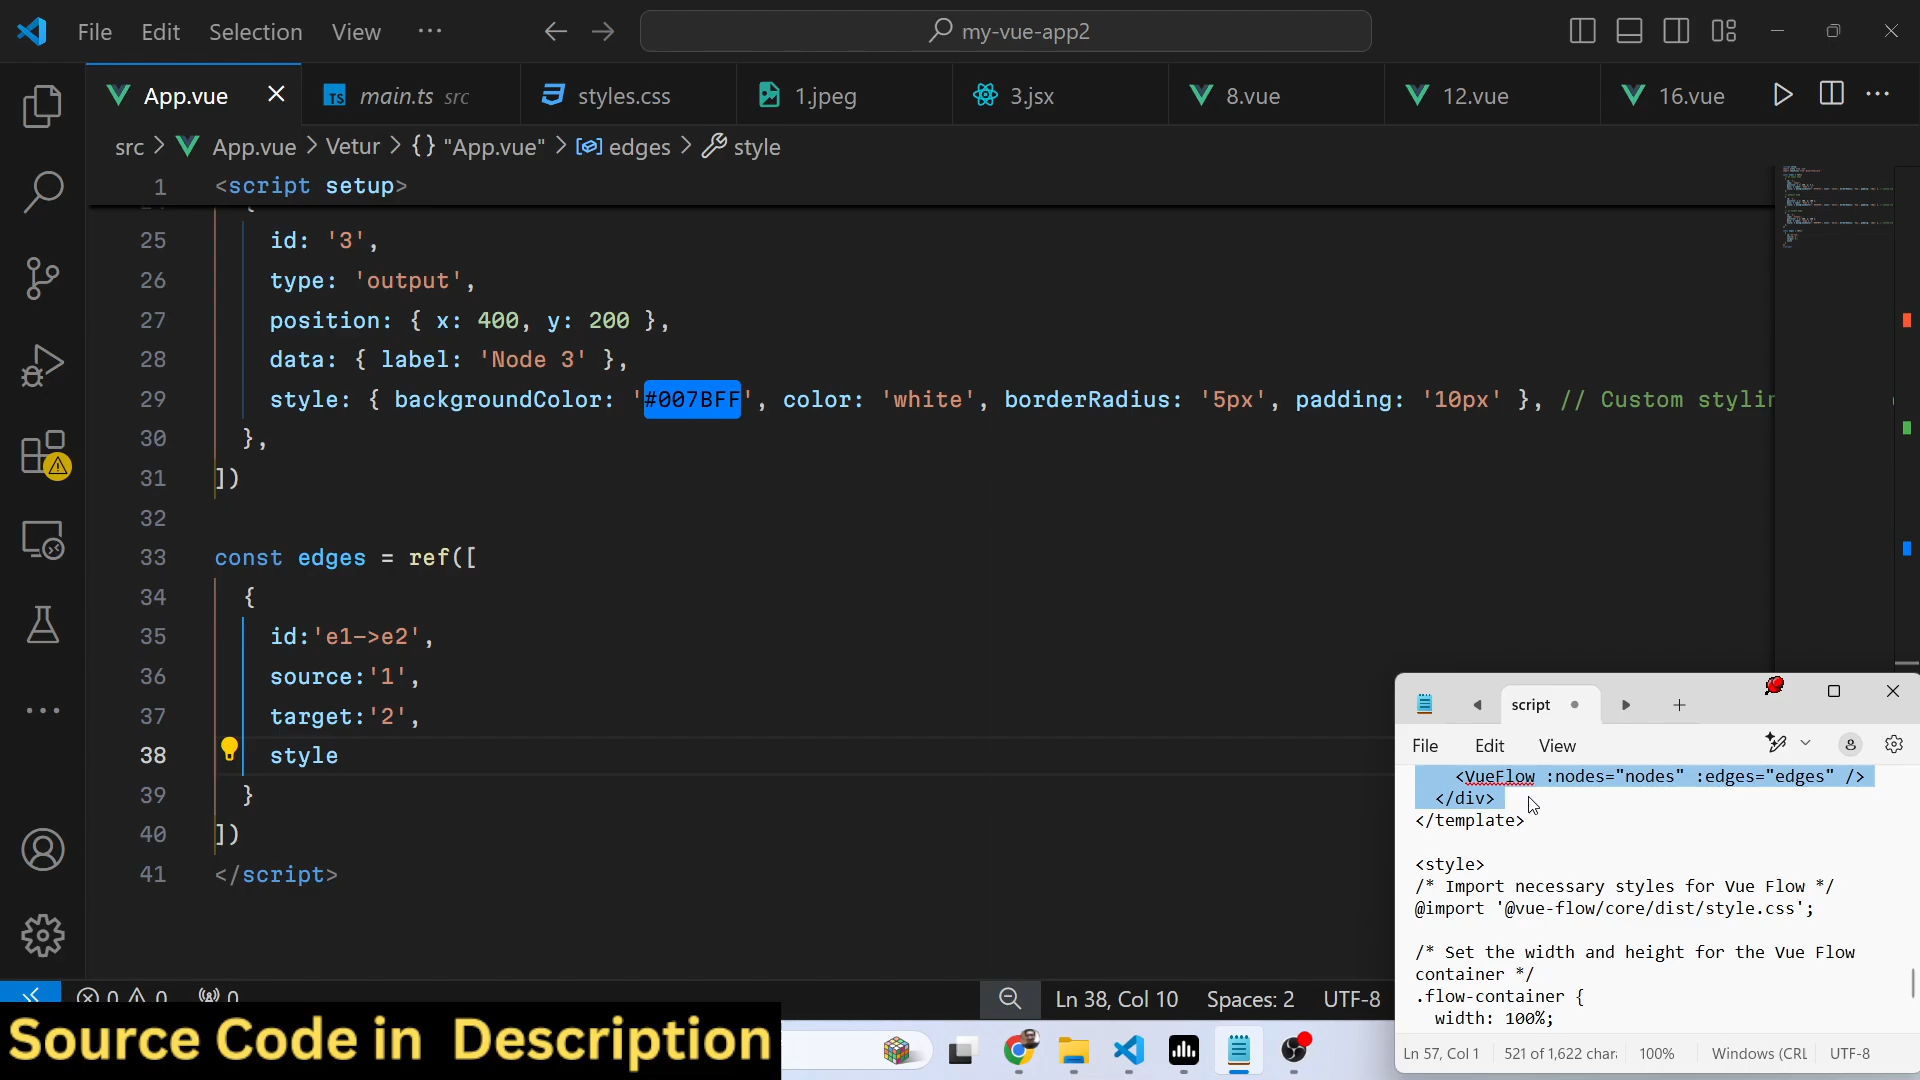 File Edit Selection View ··· my-vue-app2
App.vue main.ts src styles.css 1.jpeg 3.jsx 8.vue 12.vue 16.vue
src > App.vue > Vetur > {} "App.vue" > edges > style
1 <script setup>
25 id: '3',
26 type: 'output',
27 position: { x: 400, y: 200 },
28 data: { label: 'Node 3' },
29 style: { backgroundColor: '#007BFF', color: 'white', borderRadius: '5px', padding: '10px' }, // Custom stylin
30 },
31 ])
32
33 const edges = ref([
34 {
35 id:'e1->e2',
36 source:'1',
37 target:'2',
38 style
39 }
40 ])
41 </script>
script
File Edit View
<VueFlow :nodes="nodes" :edges="edges" />
</div>
</template>
<style>
/* Import necessary styles for Vue Flow */
@import '@vue-flow/core/dist/style.css';
/* Set the width and height for the Vue Flow
container */
.flow-container {
width: 100%;
Ln 57, Col 1 521 of 1,622 chara 100% Windows (CRL UTF-8
0 0 0 Ln 38, Col 10 Spaces: 2 UTF-8
Source Code in Description